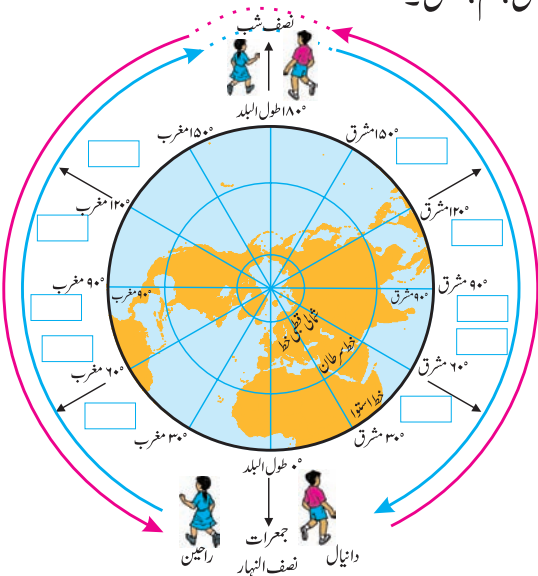 نصف شب
۱۸۰° طول البلد
۱۵۰° مغرب
۱۵۰° مشرق
۱۲۰° مغرب
۱۲۰° مشرق
۹۰° مغرب
۹۰° مغرب
۹۰° مشرق
۹۰° مشرق
شمالی قطبی خط
خط سرطان
خط استوا
۶۰° مغرب
۶۰° مشرق
۳۰° مغرب
۳۰° مشرق
۰° طول البلد
جمعرات
نصف النہار
راحین
دانیال